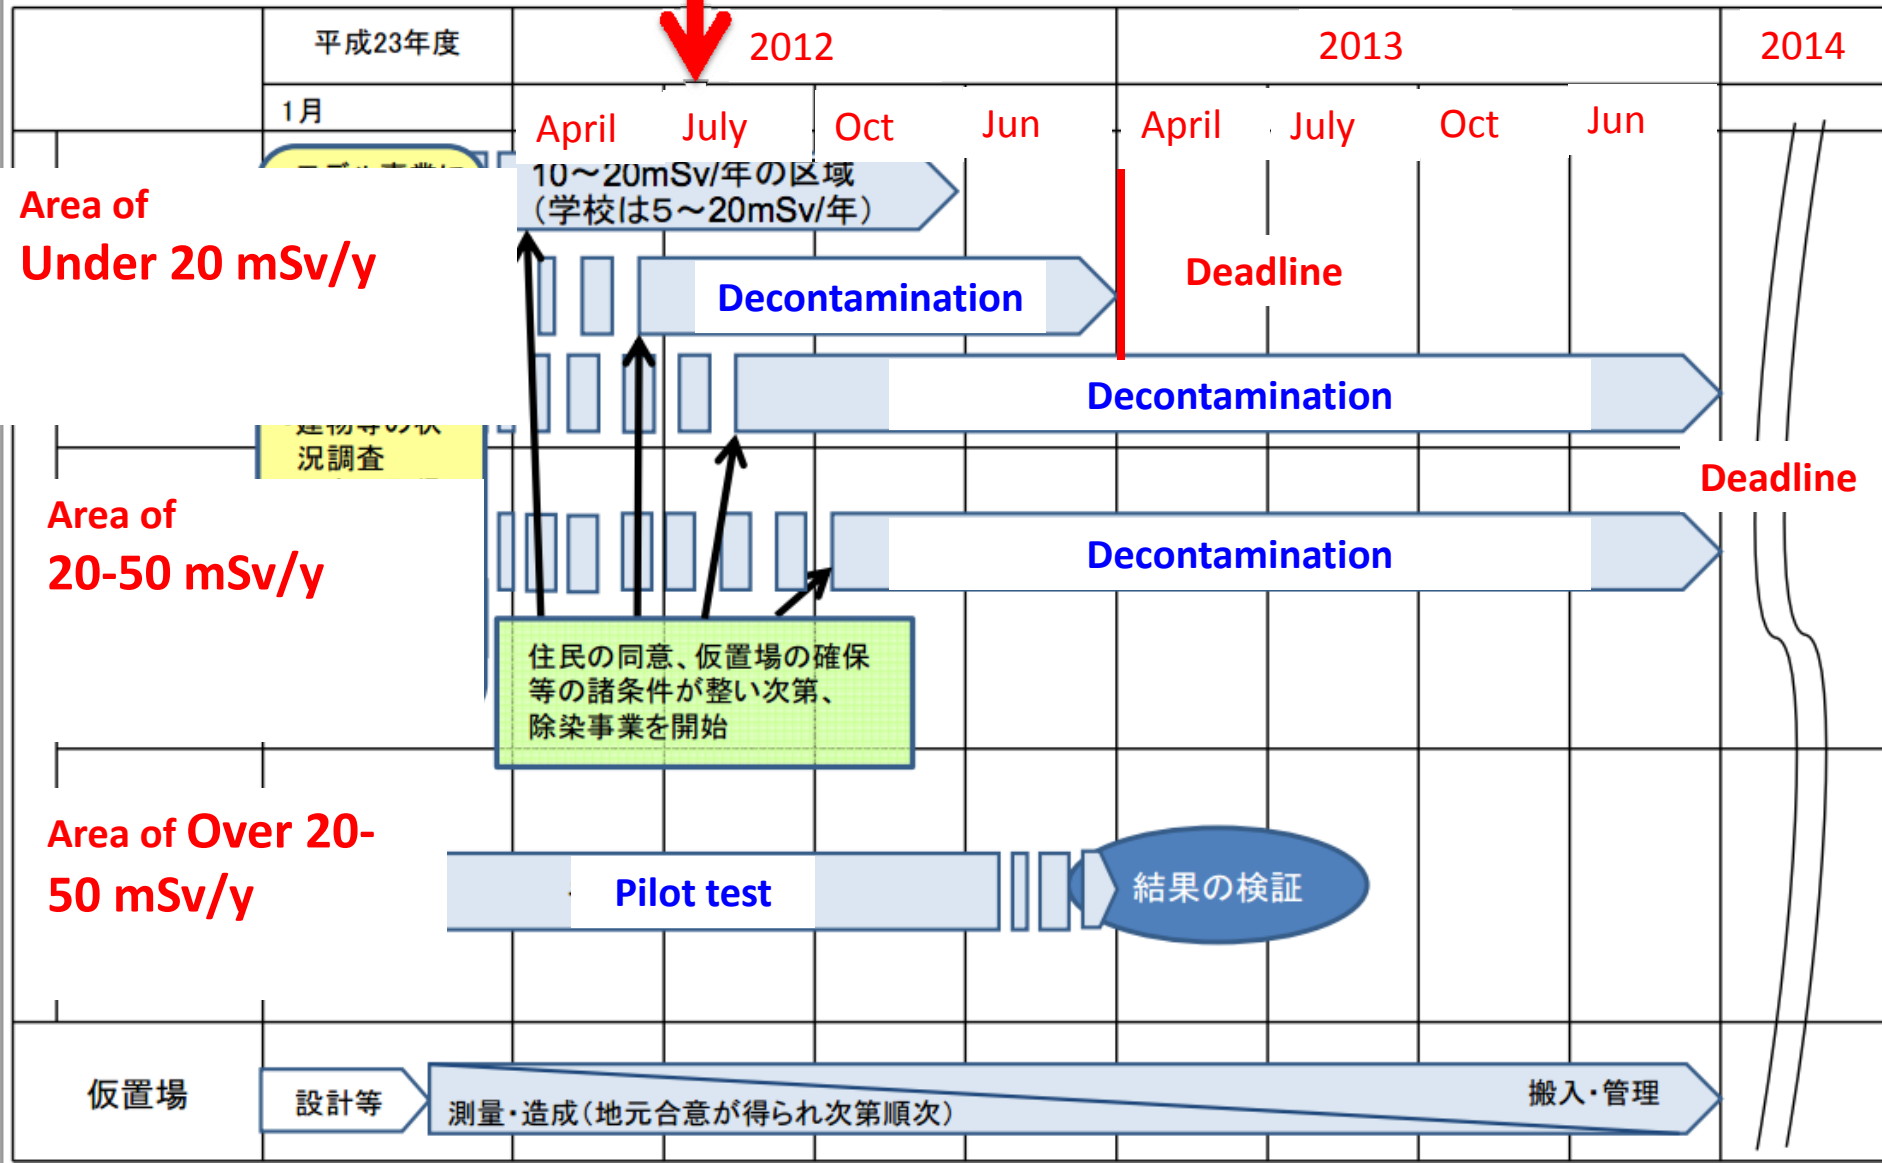 平成23年度
2012
2013
2014
1月
April
July
Oct
Jun
April
July
Oct
Jun
10～20mSv/年の区域
（学校は5～20mSv/年）
Area of
Under 20 mSv/y
Decontamination
Deadline
Decontamination
況調査
Deadline
Area of
20-50 mSv/y
Decontamination
住民の同意、仮置場の確保
等の諸条件が整い次第、
除染事業を開始
Area of Over 20-
50 mSv/y
Pilot test
結果の検証
仮置場
設計等
測量・造成（地元合意が得られ次第順次）
搬入・管理